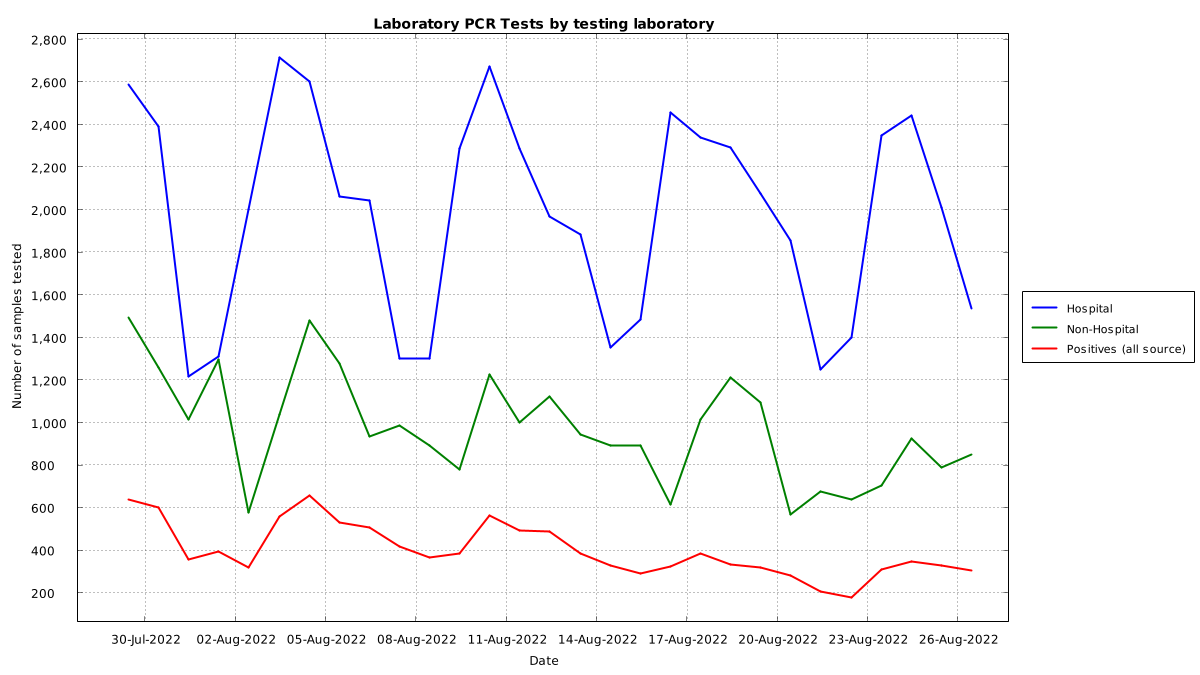 Laboratory PCR Tests by testing laboratory
Number of samples tested
2,800
2,600
2,400
2,200
2,000
1,800
1,600
1,400
1,200
1,000
800
600
400
200
30-Jul-2022 02-Aug-2022 05-Aug-2022 08-Aug-2022 11-Aug-2022 14-Aug-2022 17-Aug-2022 20-Aug-2022 23-Aug-2022 26-Aug-2022
Date
Hospital
Non-Hospital
Positives (all source)